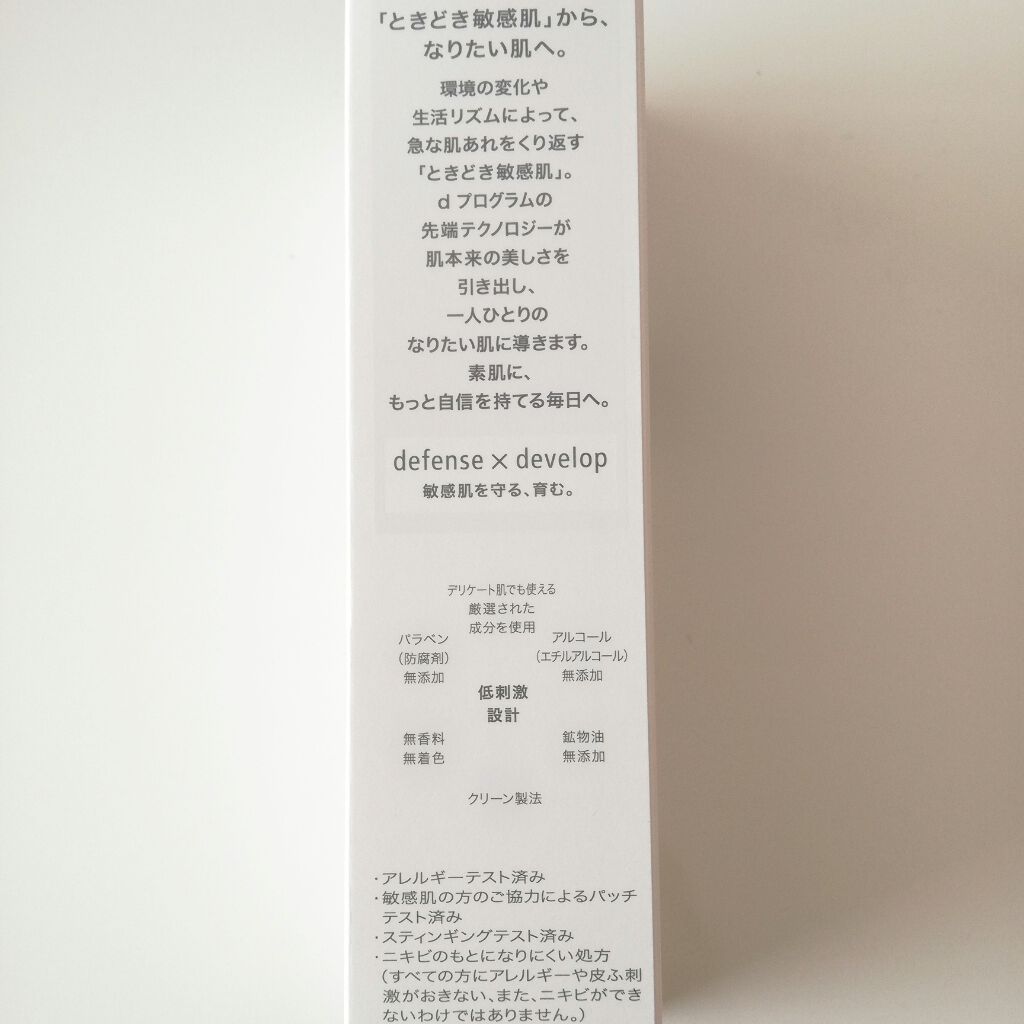 「ときどき敏感肌」から、
なりたい肌へ。
環境の変化や
生活リズムによって、
急な肌あれをくり返す
「ときどき敏感肌」。
d プログラムの
先端テクノロジーが
肌本来の美しさを
引き出し、
一人ひとりの
なりたい肌に導きます。
素肌に、
もっと自信を持てる毎日へ。
defense×develop
敏感肌を守る、育む。
デリケート肌でも使える
厳選された
成分を使用
パラベン
（防腐剤）
無添加
アルコール
（エチルアルコール）
無添加
低刺激
設計
無香料
無着色
鉱物油
無添加
クリーン製法
・アレルギーテスト済み
・敏感肌の方のご協力によるパッチ
テスト済み
・スティンギングテスト済み
・ニキビのもとになりにくい処方
（すべての方にアレルギーや皮ふ刺
激がおきない、また、ニキビができ
ないわけではありません。）